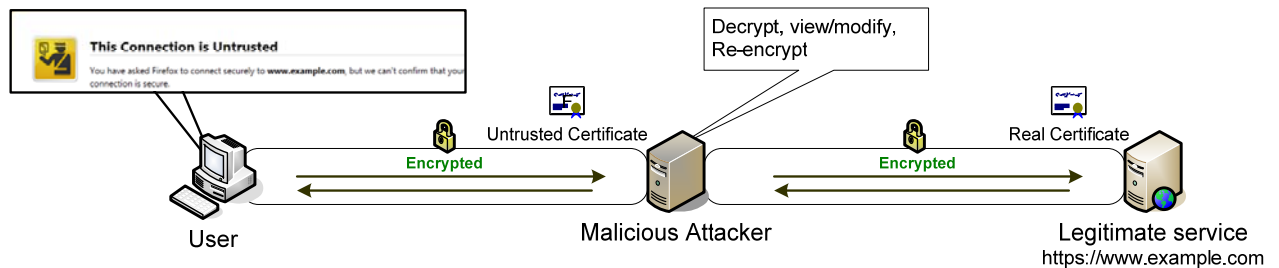 This Connection is Untrusted
You have asked Firefox to connect securely to www.example.com, but we can't confirm that your
connection is secure.
Decrypt, view/modify,
Re-encrypt
Untrusted Certificate
Real Certificate
Encrypted
Encrypted
User
Malicious Attacker
Legitimate service
https://www.example.com